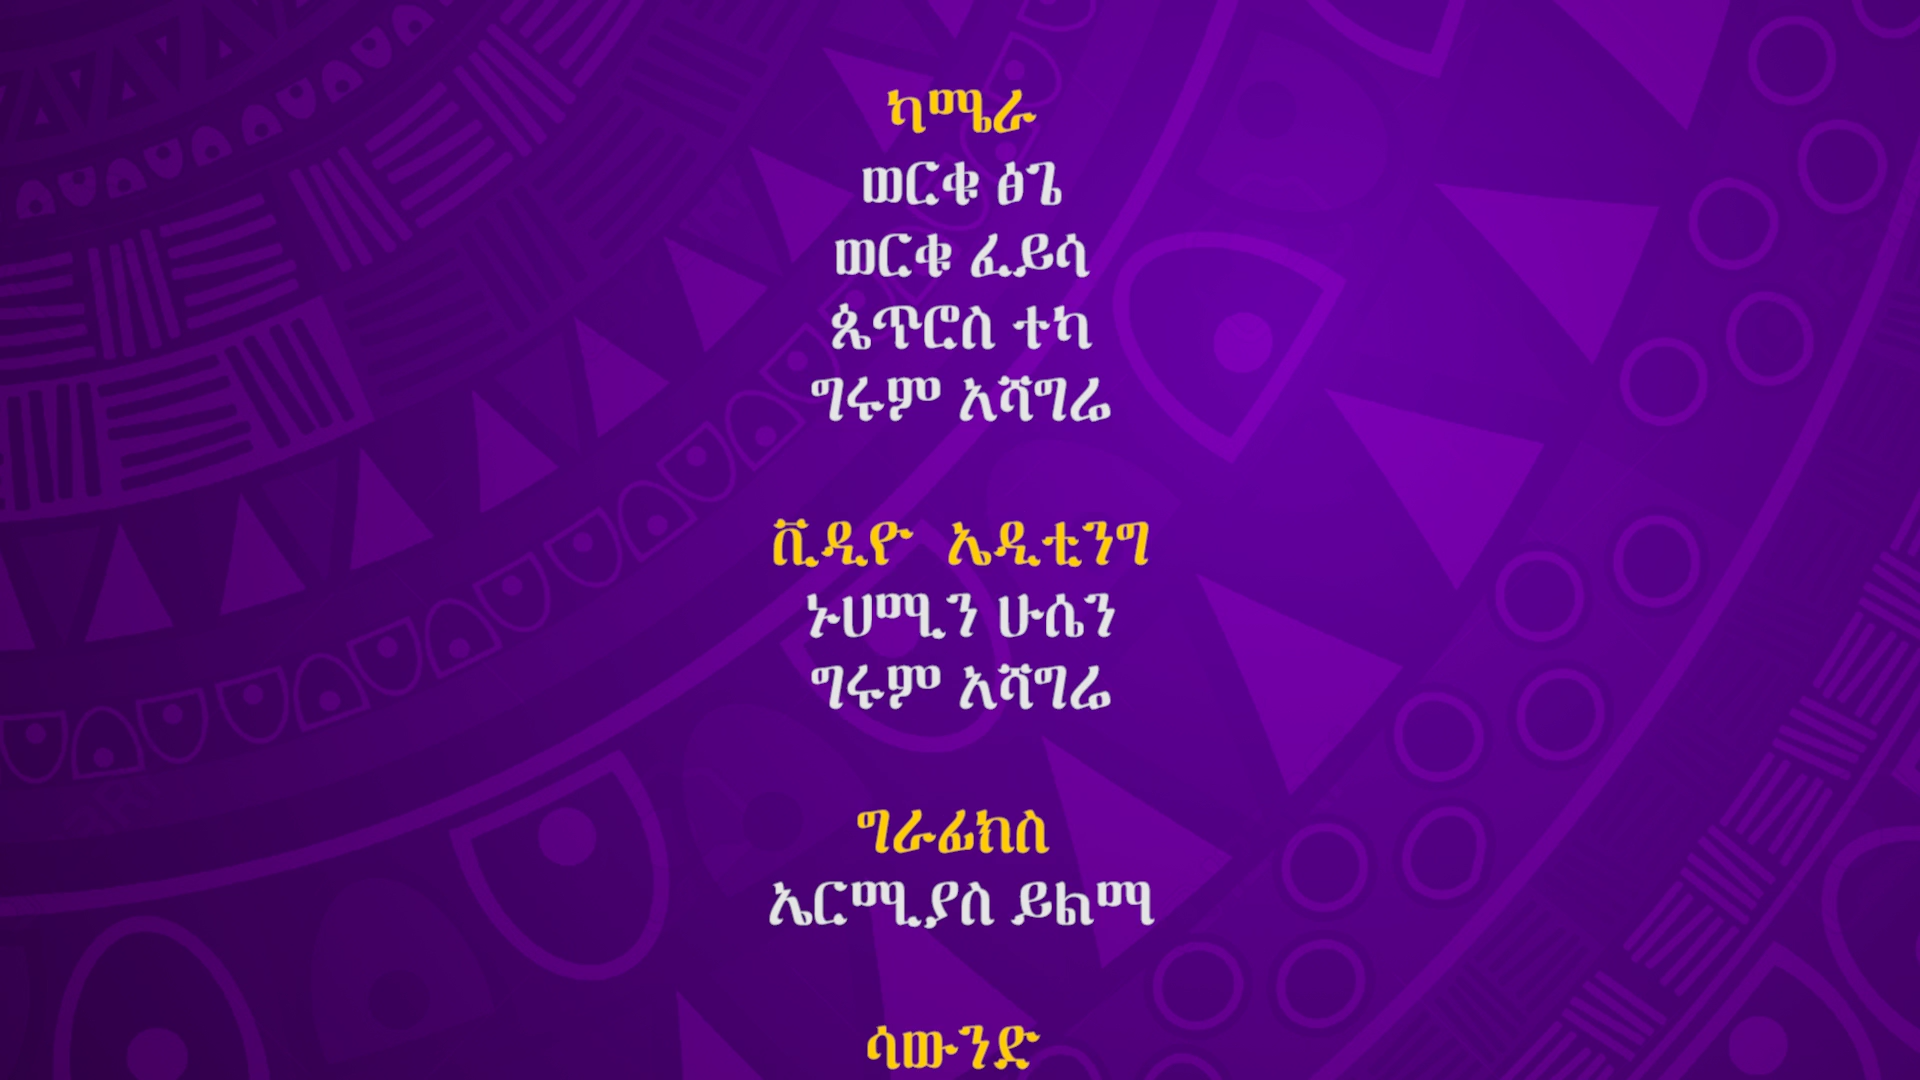 ካሜራ
ወርቁ ፅጌ
ወርቁ ፈይሳ
ጴጥሮስ ተካ
ግሩም አሻግሬ
ቪዲዮ ኤዲቲንግ
ኑሀሚን ሁሴን
ግሩም አሻግሬ
ግራፊክስ
ኤርሚያስ ይልማ
ሳውንድ